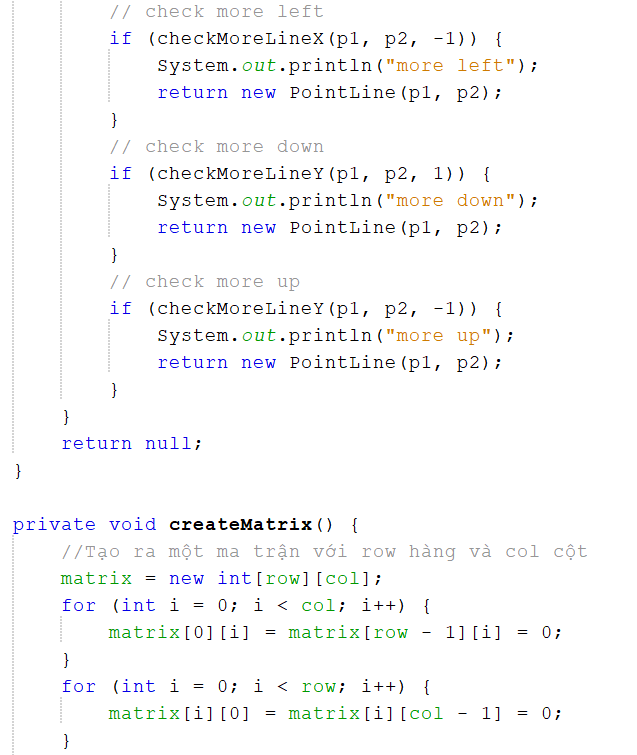 // check more left
        if (checkMoreLineX(p1, p2, -1)) {
            System.out.println("more left");
            return new PointLine(p1, p2);
        }
        // check more down
        if (checkMoreLineY(p1, p2, 1)) {
            System.out.println("more down");
            return new PointLine(p1, p2);
        }
        // check more up
        if (checkMoreLineY(p1, p2, -1)) {
            System.out.println("more up");
            return new PointLine(p1, p2);
        }
    }
    return null;
}

private void createMatrix() {
    //Tạo ra một ma trận với row hàng và col cột
    matrix = new int[row][col];
    for (int i = 0; i < col; i++) {
        matrix[0][i] = matrix[row - 1][i] = 0;
    }
    for (int i = 0; i < row; i++) {
        matrix[i][0] = matrix[i][col - 1] = 0;
    }